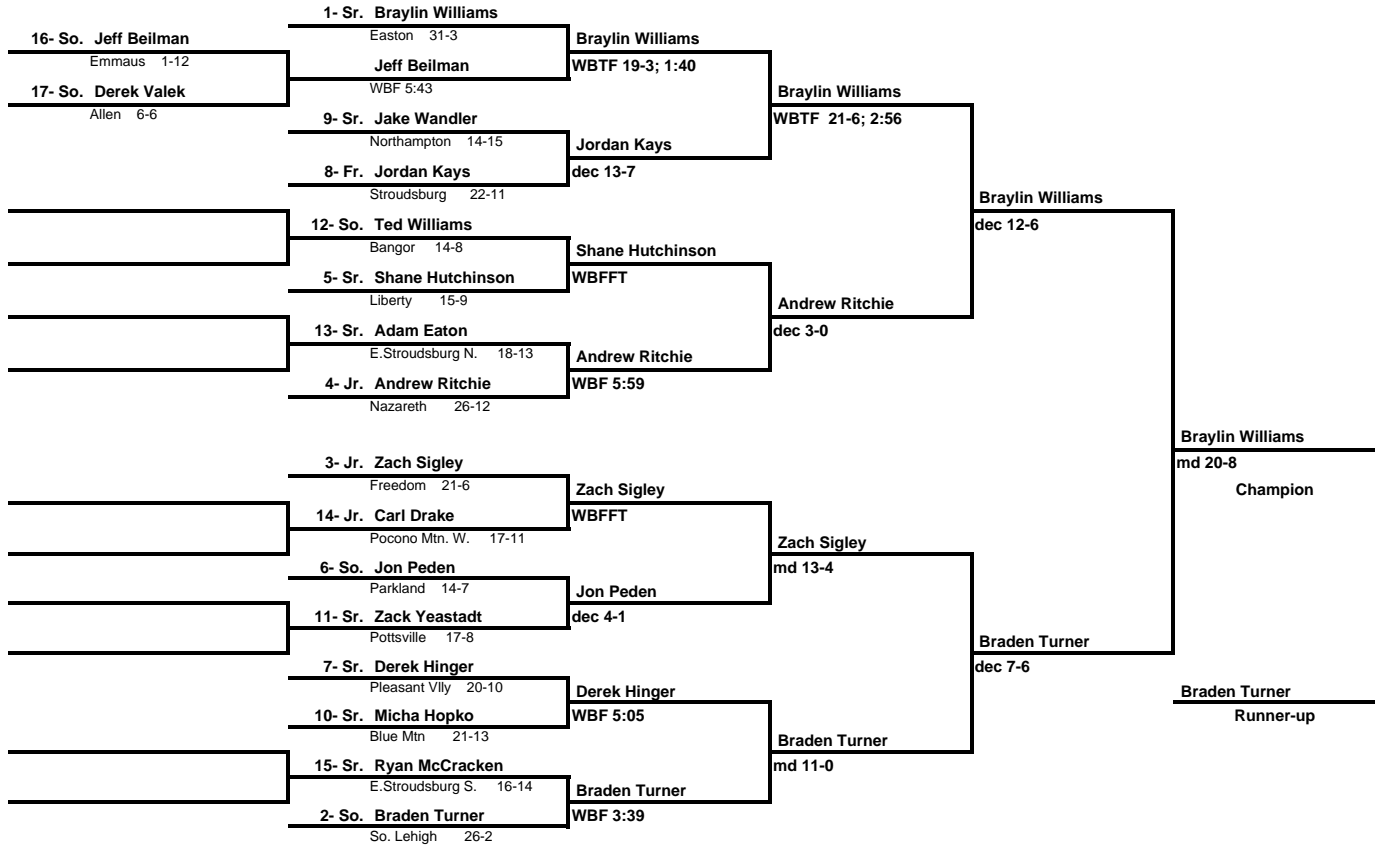 1- Sr. Braylin Williams
Easton 31-3
16- So. Jeff Beilman
Emmaus 1-12
Braylin Williams
WBTF 19-3; 1:40
Jeff Beilman
WBF 5:43
17- So. Derek Valek
Allen 6-6
Braylin Williams
WBTF 21-6; 2:56
9- Sr. Jake Wandler
Northampton 14-15
Jordan Kays
dec 13-7
8- Fr. Jordan Kays
Stroudsburg 22-11
Braylin Williams
dec 12-6
12- So. Ted Williams
Bangor 14-8
Shane Hutchinson
WBFFT
5- Sr. Shane Hutchinson
Liberty 15-9
Andrew Ritchie
dec 3-0
13- Sr. Adam Eaton
E.Stroudsburg N. 18-13
Andrew Ritchie
WBF 5:59
4- Jr. Andrew Ritchie
Nazareth 26-12
Braylin Williams
md 20-8
Champion
3- Jr. Zach Sigley
Freedom 21-6
Zach Sigley
WBFFT
14- Jr. Carl Drake
Pocono Mtn. W. 17-11
Zach Sigley
md 13-4
6- So. Jon Peden
Parkland 14-7
Jon Peden
dec 4-1
11- Sr. Zack Yeastadt
Pottsville 17-8
Braden Turner
dec 7-6
7- Sr. Derek Hinger
Pleasant Vlly 20-10
Derek Hinger
WBF 5:05
10- Sr. Micha Hopko
Blue Mtn 21-13
Braden Turner
Runner-up
Braden Turner
md 11-0
15- Sr. Ryan McCracken
E.Stroudsburg S. 16-14
Braden Turner
WBF 3:39
2- So. Braden Turner
So. Lehigh 26-2